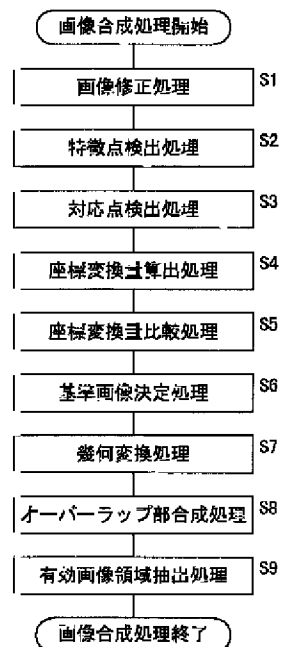 画像合成処理開始
画像修正処理 S1
特徴点検出処理 S2
対応点検出処理 S3
座標変換量算出処理 S4
座標変換量比較処理 S5
基準画像決定処理 S6
幾何変換処理 S7
オーバーラップ部合成処理 S8
有効画像領域抽出処理 S9
画像合成処理終了